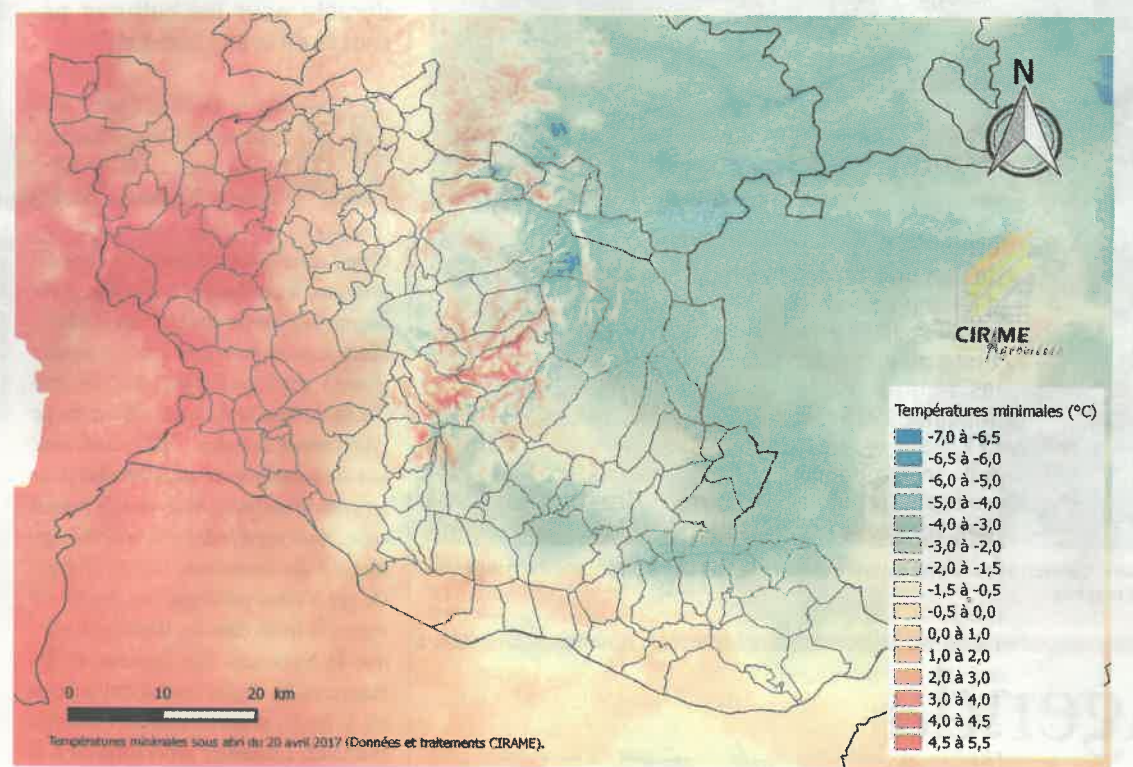 N
CIRAME
Agrométéo
Températures minimales (°C)
-7,0 à -6,5
-6,5 à -6,0
-6,0 à -5,0
-5,0 à -4,0
-4,0 à -3,0
-3,0 à -2,0
-2,0 à -1,5
-1,5 à -0,5
-0,5 à 0,0
0,0 à 1,0
1,0 à 2,0
2,0 à 3,0
3,0 à 4,0
4,0 à 4,5
4,5 à 5,5
0 10 20 km
Températures minimales sous abri du 20 avril 2017 (Données et traitements CIRAME).